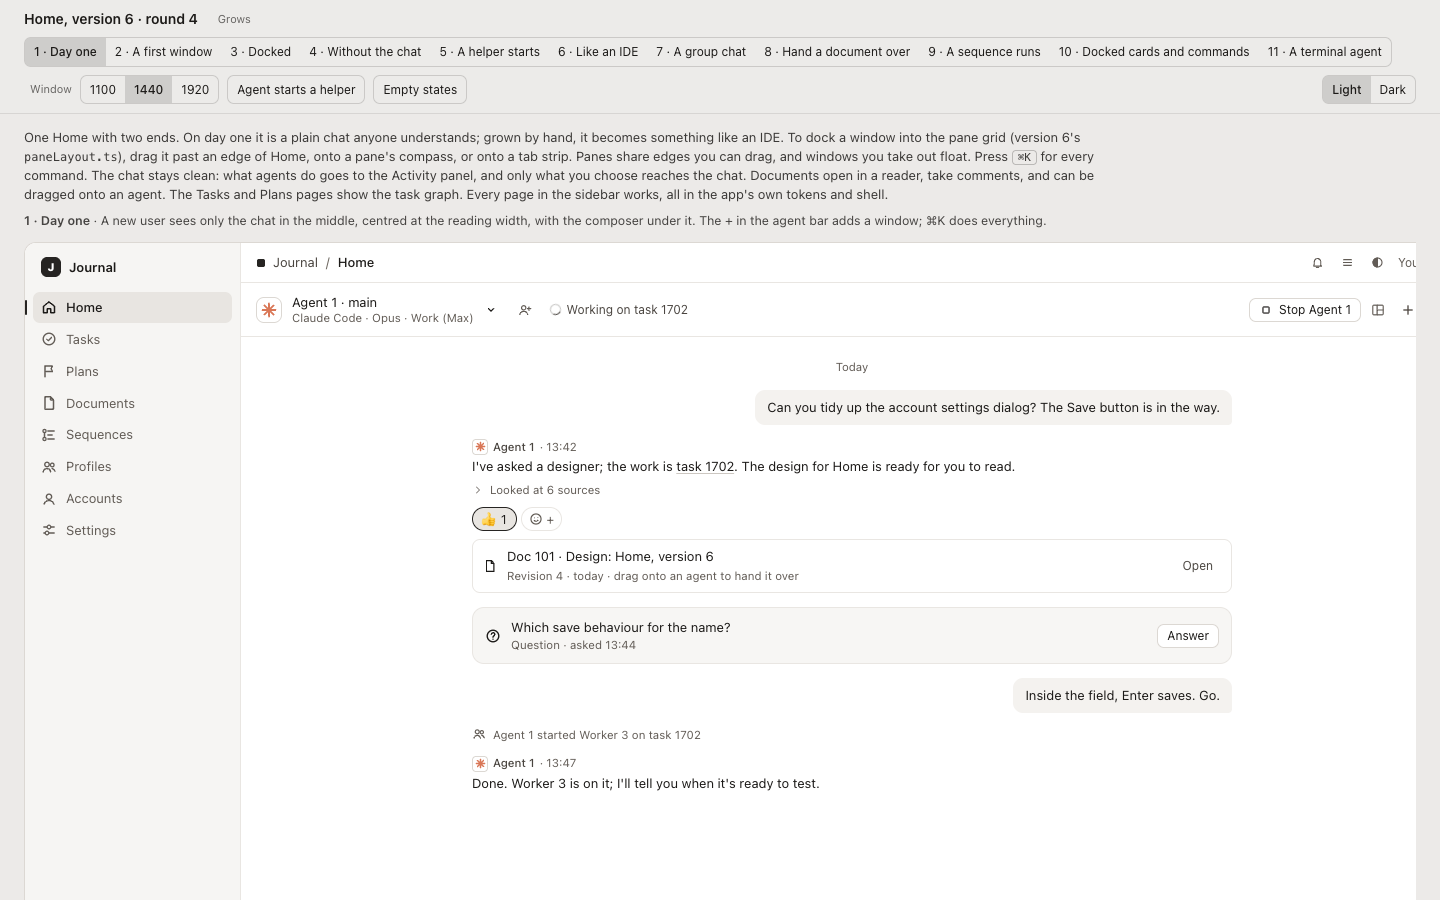 Home, version 6 · round 4 Grows
1 · Day one 2 · A first window 3 · Docked 4 · Without the chat 5 · A helper starts 6 · Like an IDE 7 · A group chat 8 · Hand a document over 9 · A sequence runs 10 · Docked cards and commands 11 · A terminal agent
Window 1100 1440 1920 Agent starts a helper Empty states Light Dark
One Home with two ends. On day one it is a plain chat anyone understands; grown by hand, it becomes something like an IDE. To dock a window into the pane grid (version 6's
paneLayout.ts), drag it past an edge of Home, onto a pane's compass, or onto a tab strip. Panes share edges you can drag, and windows you take out float. Press ⌘K for every
command. The chat stays clean: what agents do goes to the Activity panel, and only what you choose reaches the chat. Documents open in a reader, take comments, and can be
dragged onto an agent. The Tasks and Plans pages show the task graph. Every page in the sidebar works, all in the app's own tokens and shell.
1 · Day one · A new user sees only the chat in the middle, centred at the reading width, with the composer under it. The + in the agent bar adds a window; ⌘K does everything.
J Journal
Home
Tasks
Plans
Documents
Sequences
Profiles
Accounts
Settings
Journal / Home
Agent 1 · main
Claude Code · Opus · Work (Max)
Working on task 1702
Stop Agent 1
Today
Can you tidy up the account settings dialog? The Save button is in the way.
Agent 1 · 13:42
I've asked a designer; the work is task 1702. The design for Home is ready for you to read.
Looked at 6 sources
👍 1 +
Doc 101 · Design: Home, version 6
Revision 4 · today · drag onto an agent to hand it over
Open
Which save behaviour for the name?
Question · asked 13:44
Answer
Inside the field, Enter saves. Go.
Agent 1 started Worker 3 on task 1702
Agent 1 · 13:47
Done. Worker 3 is on it; I'll tell you when it's ready to test.